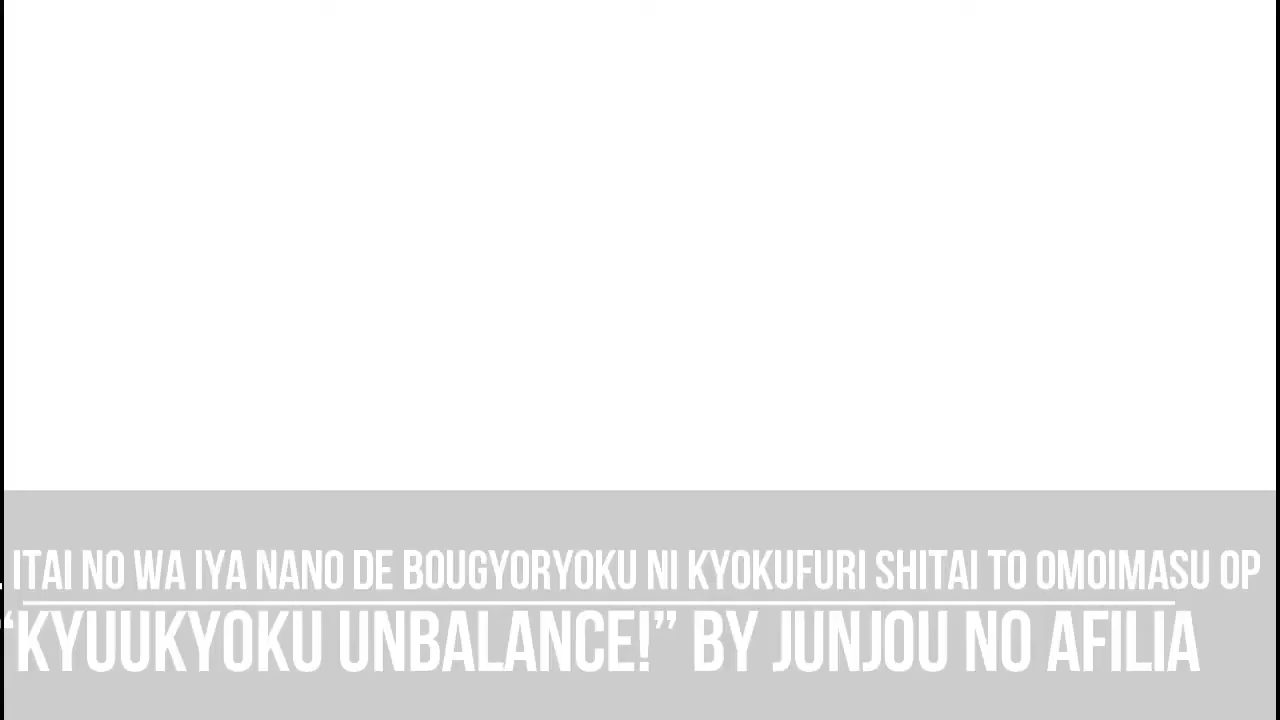 . ITAI NO WA IYA NANO DE BOUGYORYOKU NI KYOKUFURI SHITAI TO OMOIMASU OP
“KYUUKYOKU UNBALANCE!” BY JUNJOU NO AFILIA